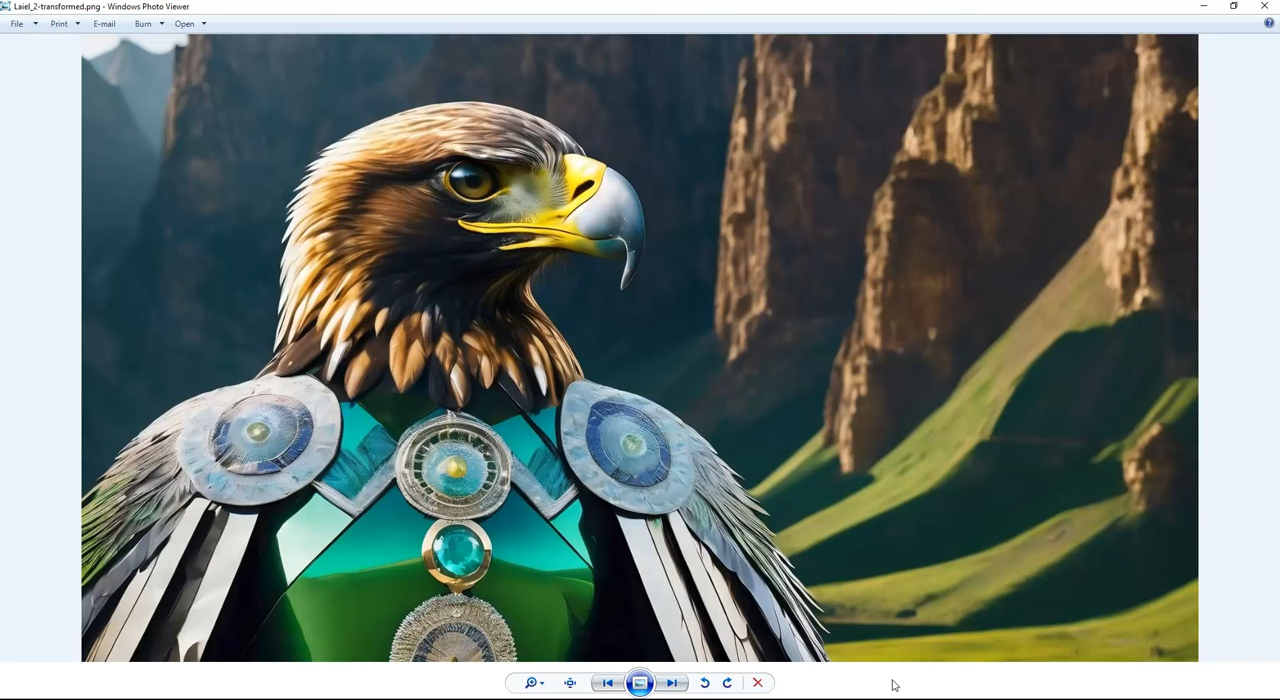 Laiel_2-transformed.png - Windows Photo Viewer
File Print E-mail Burn Open